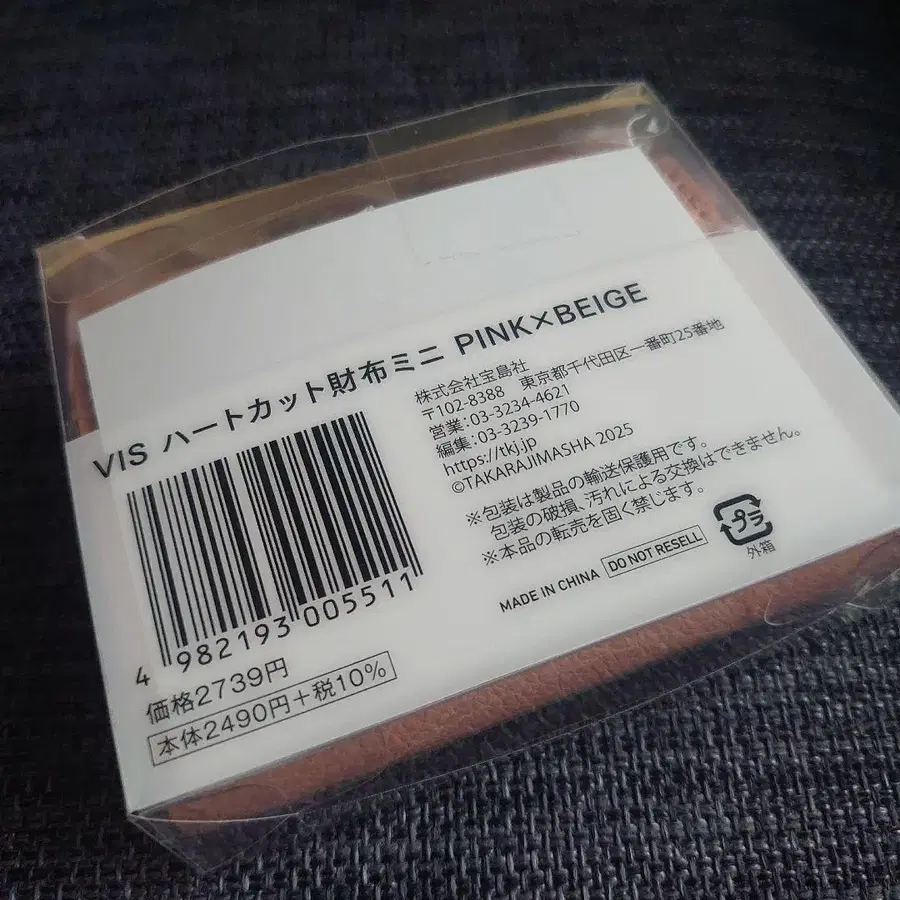 VIS ハートカット財布ミニ PINK×BEIGE
4 982193 005511
価格2739円
本体2490円+税10%
株式会社宝島社
〒102-8388 東京都千代田区一番町25番地
営業:03-3234-4621
編集:03-3239-1770
https://tkj.jp
©TAKARAJIMASHA 2025
※包装は製品の輸送保護用です。
包装の破損、汚れによる交換はできません。
※本品の転売を固く禁じます。
MADE IN CHINA DO NOT RESELL
プラ
外箱